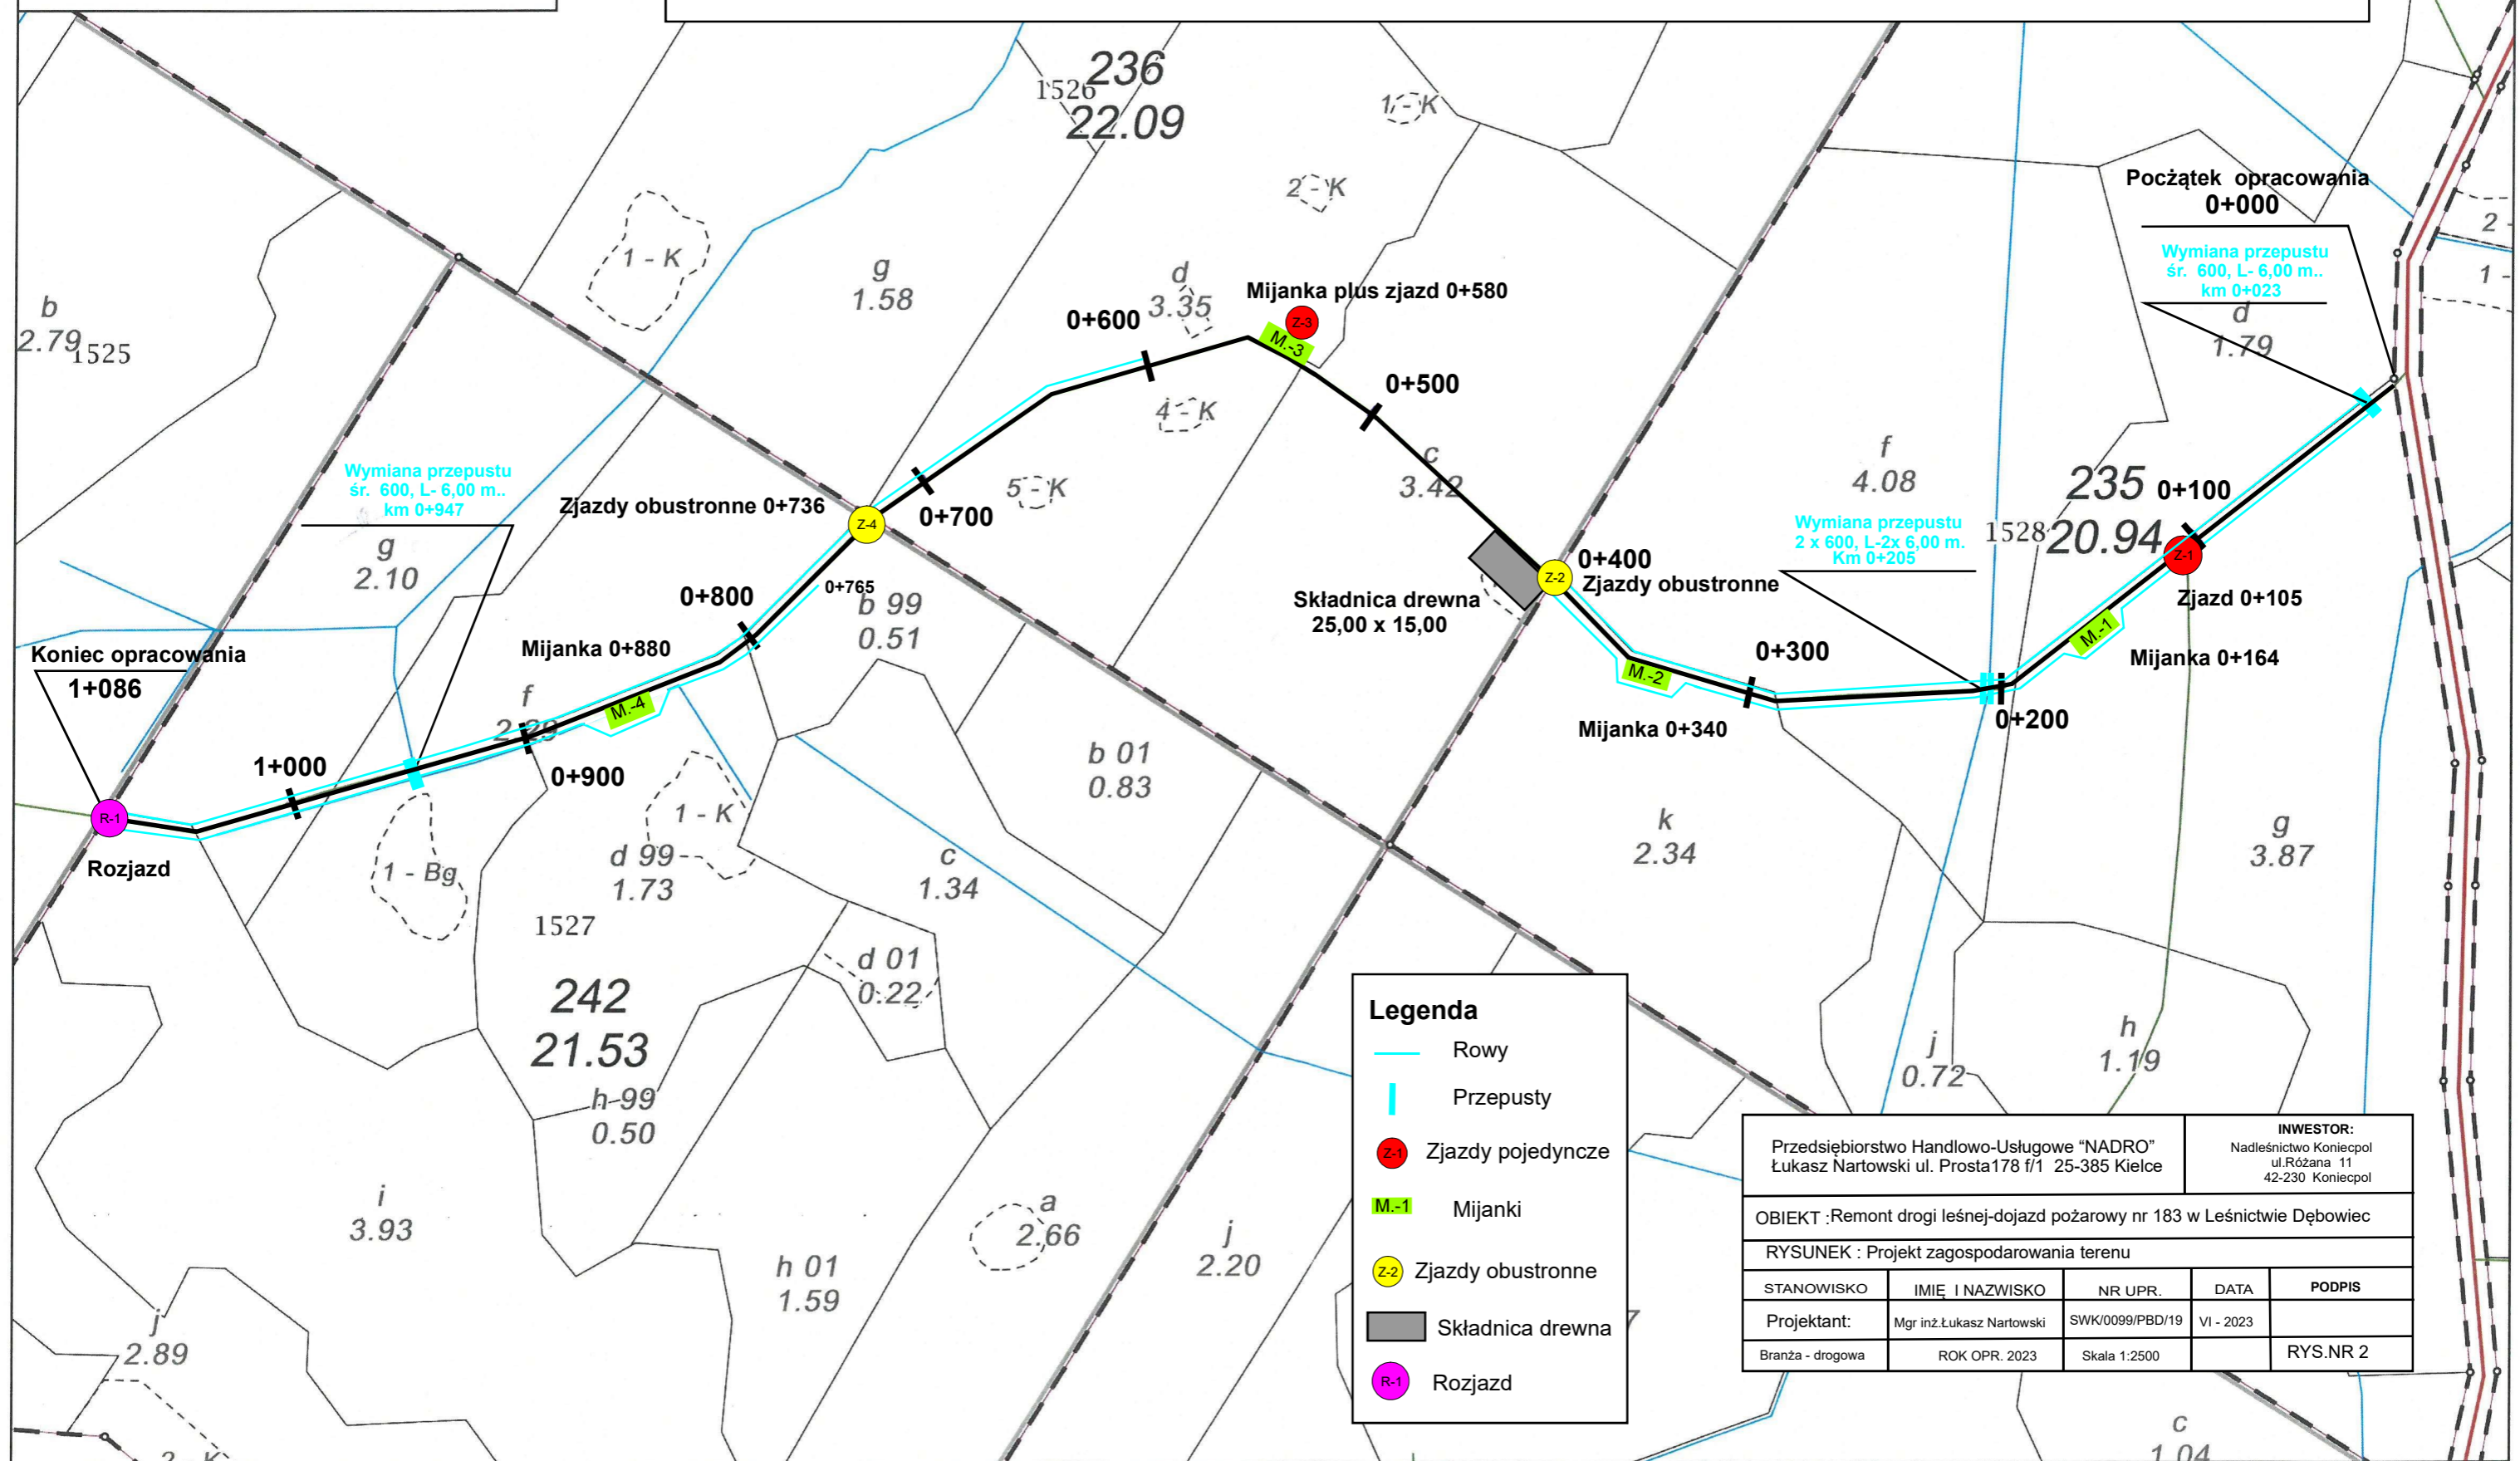 236
1526
22.09
1 - K
2 - K
Początek opracowania
0+000
Wymiana przepustu
śr. 600, L- 6,00 m..
km 0+023
d
1.79
2 -
1 -
1 - K
g
1.58
d
3.35
Mijanka plus zjazd 0+580
Z-3
M.-3
0+600
0+500
b
2.79
1525
4 - K
5 - K
c
3.42
f
4.08
235
20.94
1528
0+100
Z-1
Zjazd 0+105
M.-1
Mijanka 0+164
Wymiana przepustu
śr. 600, L- 6,00 m..
km 0+947
g
2.10
Zjazdy obustronne 0+736
Z-4
0+700
Wymiana przepustu
2 x 600, L-2x 6,00 m.
Km 0+205
0+400
Z-2
Zjazdy obustronne
Składnica drewna
25,00 x 15,00
0+765
0+800
b 99
0.51
Mijanka 0+880
M.-4
f
2.29
0+300
M.-2
Mijanka 0+340
0+200
Koniec opracowania
1+086
1+000
0+900
R-1
Rozjazd
b 01
0.83
k
2.34
g
3.87
1 - K
1 - Bg
d 99
1.73
c
1.34
1527
d 01
0.22
242
21.53
h 99
0.50
j
0.72
h
1.19
i
3.93
a
2.66
j
2.20
h 01
1.59
j
2.89
2 - K
c
1.04
7
Legenda
Rowy
Przepusty
Z-1 Zjazdy pojedyncze
M.-1 Mijanki
Z-2 Zjazdy obustronne
Składnica drewna
R-1 Rozjazd
Przedsiębiorstwo Handlowo-Usługowe “NADRO”
Łukasz Nartowski ul. Prosta178 f/1 25-385 Kielce
INWESTOR:
Nadleśnictwo Koniecpol
ul.Różana 11
42-230 Koniecpol
OBIEKT :Remont drogi leśnej-dojazd pożarowy nr 183 w Leśnictwie Dębowiec
RYSUNEK : Projekt zagospodarowania terenu
STANOWISKO IMIĘ I NAZWISKO NR UPR. DATA PODPIS
Projektant: Mgr inż.Łukasz Nartowski SWK/0099/PBD/19 VI - 2023
Branża - drogowa ROK OPR. 2023 Skala 1:2500 RYS.NR 2